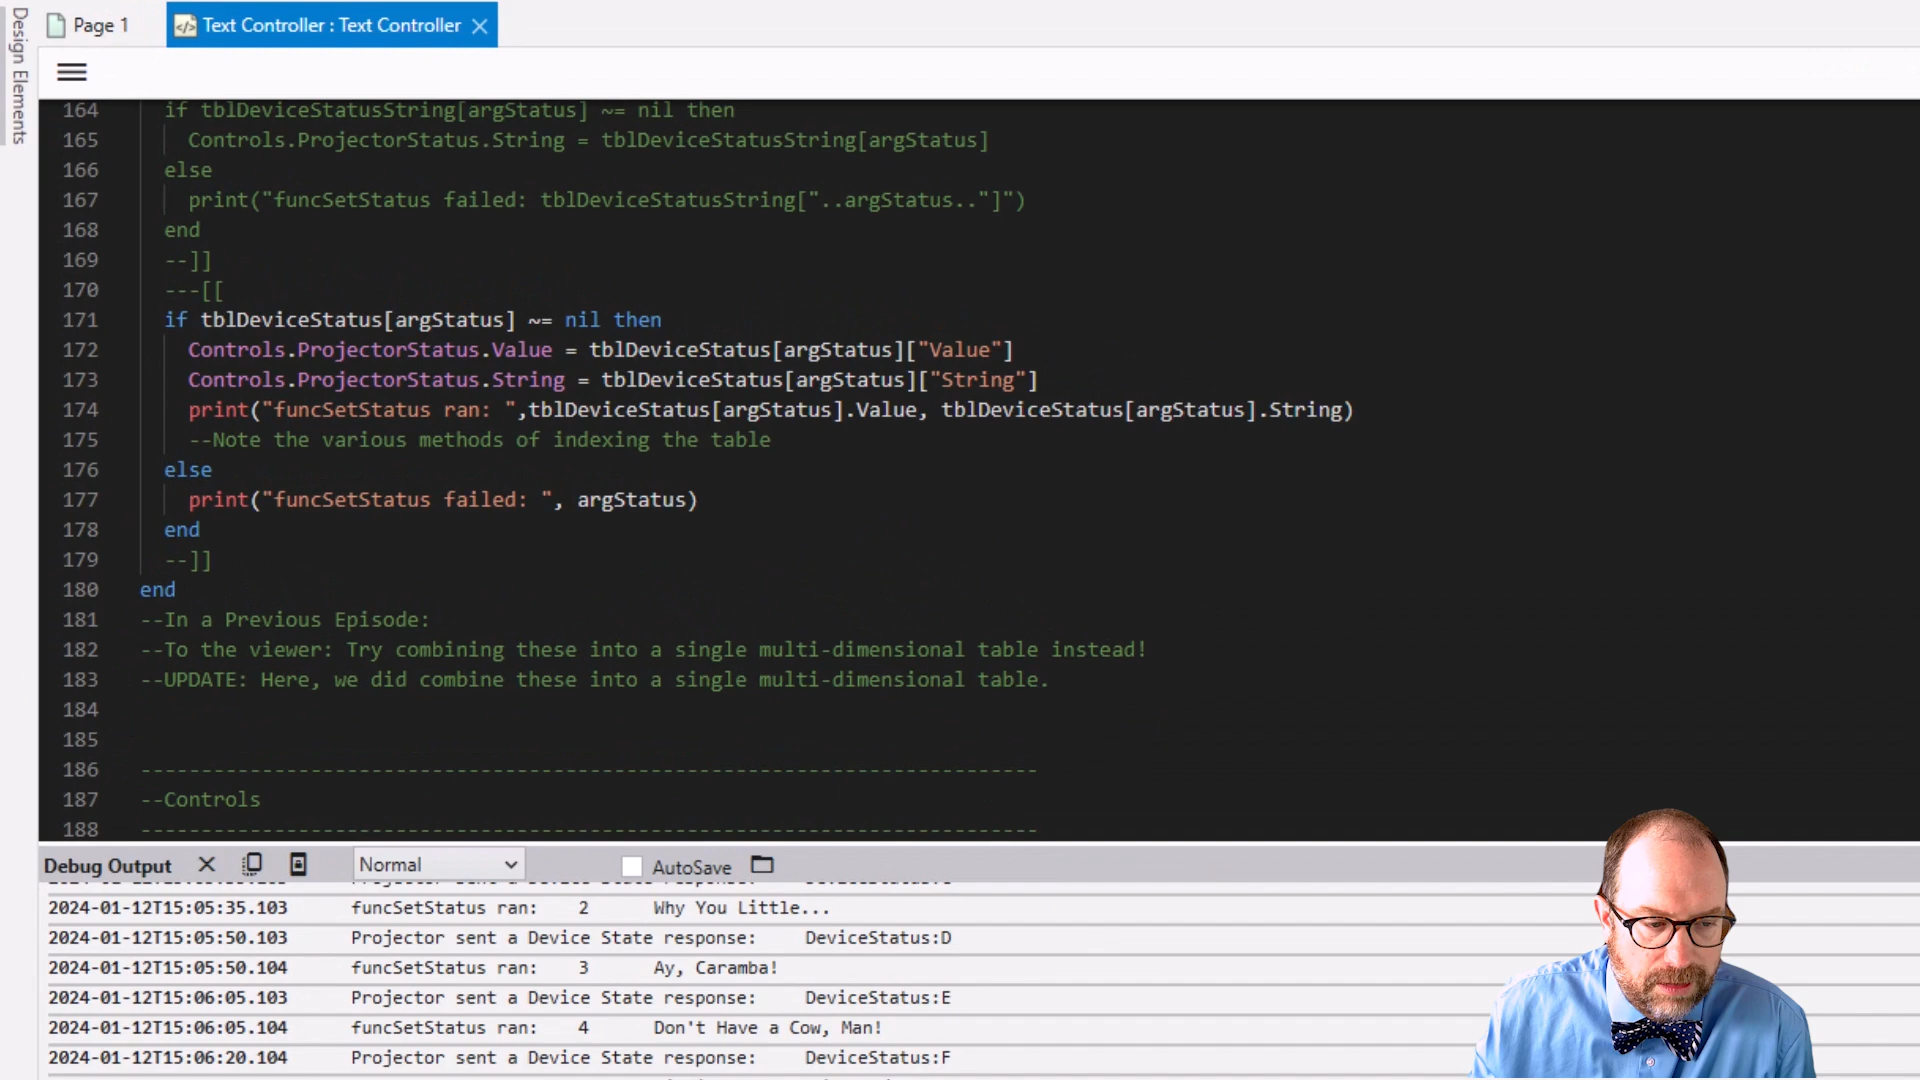 Design Elements
Page 1
Text Controller : Text Controller
164 if tblDeviceStatusString[argStatus] ~= nil then
165 Controls.ProjectorStatus.String = tblDeviceStatusString[argStatus]
166 else
167 print("funcSetStatus failed: tblDeviceStatusString["..argStatus.."]")
168 end
169 --]]
170 ---[[
171 if tblDeviceStatus[argStatus] ~= nil then
172 Controls.ProjectorStatus.Value = tblDeviceStatus[argStatus]["Value"]
173 Controls.ProjectorStatus.String = tblDeviceStatus[argStatus]["String"]
174 print("funcSetStatus ran: ",tblDeviceStatus[argStatus].Value, tblDeviceStatus[argStatus].String)
175 --Note the various methods of indexing the table
176 else
177 print("funcSetStatus failed: ", argStatus)
178 end
179 --]]
180 end
181 --In a Previous Episode:
182 --To the viewer: Try combining these into a single multi-dimensional table instead!
183 --UPDATE: Here, we did combine these into a single multi-dimensional table.
184
185
186 --------------------------------------------------------------------------
187 --Controls
188 --------------------------------------------------------------------------
Debug Output Normal AutoSave
2024-01-12T15:05:35.103 funcSetStatus ran: 2 Why You Little...
2024-01-12T15:05:50.103 Projector sent a Device State response: DeviceStatus:D
2024-01-12T15:05:50.104 funcSetStatus ran: 3 Ay, Caramba!
2024-01-12T15:06:05.103 Projector sent a Device State response: DeviceStatus:E
2024-01-12T15:06:05.104 funcSetStatus ran: 4 Don't Have a Cow, Man!
2024-01-12T15:06:20.104 Projector sent a Device State response: DeviceStatus:F